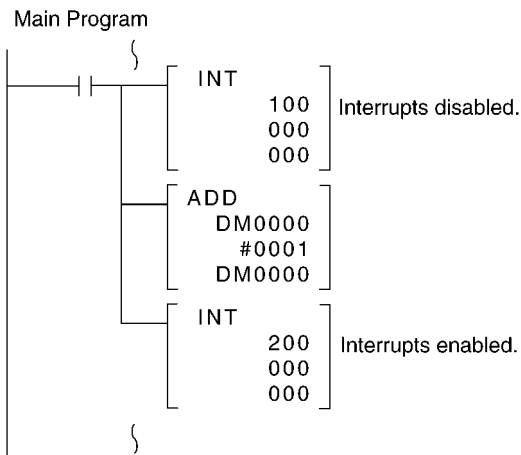 Main Program
INT
100
000
000
Interrupts disabled.
ADD
DM0000
#0001
DM0000
INT
200
000
000
Interrupts enabled.